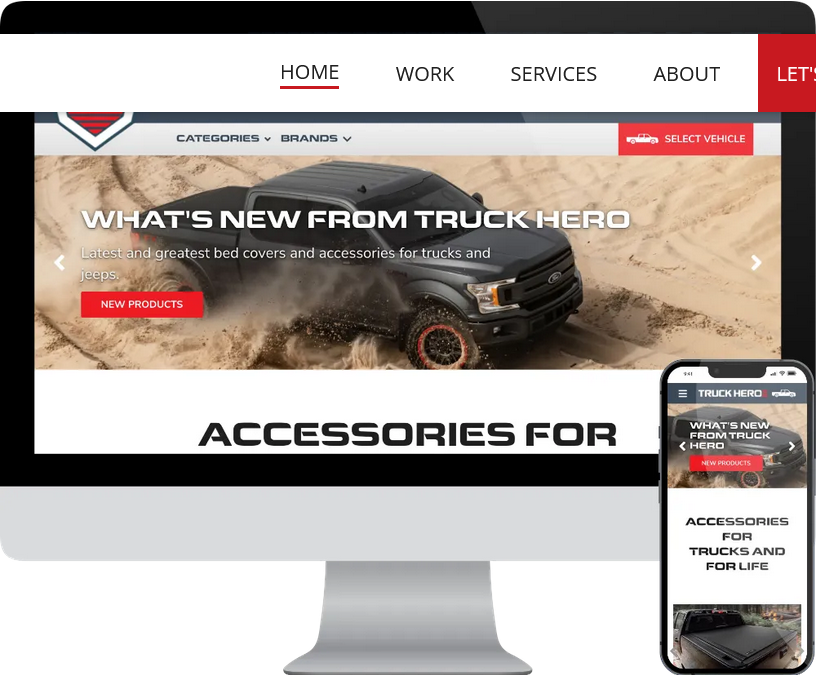 HOME WORK SERVICES ABOUT LET'S
CATEGORIES BRANDS SELECT VEHICLE
WHAT'S NEW FROM TRUCK HERO
Latest and greatest bed covers and accessories for trucks and
jeeps.
NEW PRODUCTS
ACCESSORIES FOR
TRUCK HERO
WHAT'S NEW
FROM TRUCK
HERO
NEW PRODUCTS
ACCESSORIES
FOR
TRUCKS AND
FOR LIFE